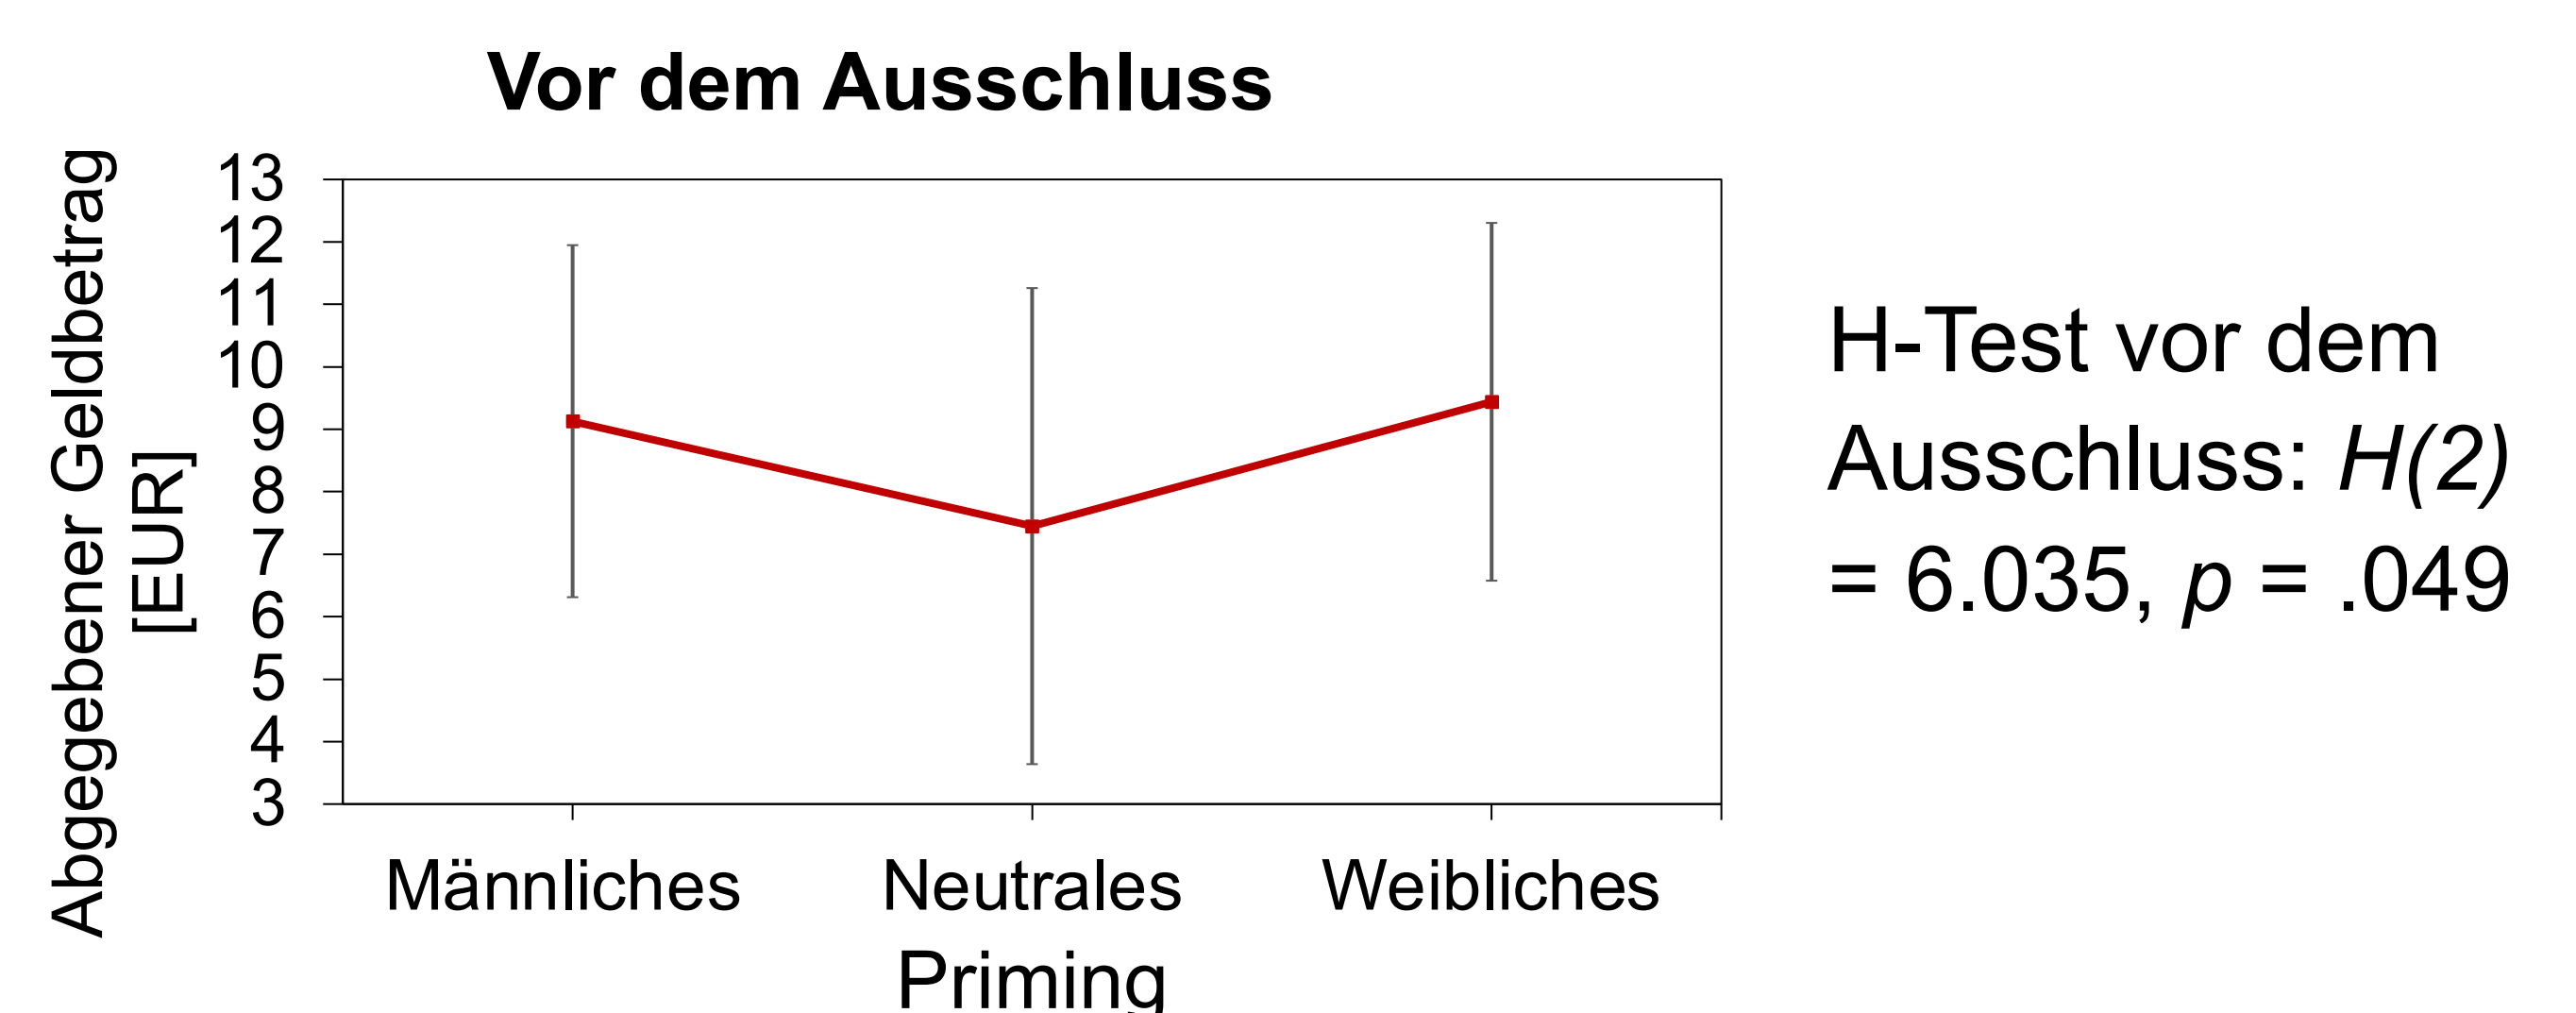 Vor dem Ausschluss
Abgegebener Geldbetrag
[EUR]
13
12
11
10
9
8
7
6
5
4
3
Männliches
Neutrales
Weibliches
Priming
H-Test vor dem
Ausschluss: H(2)
= 6.035, p = .049